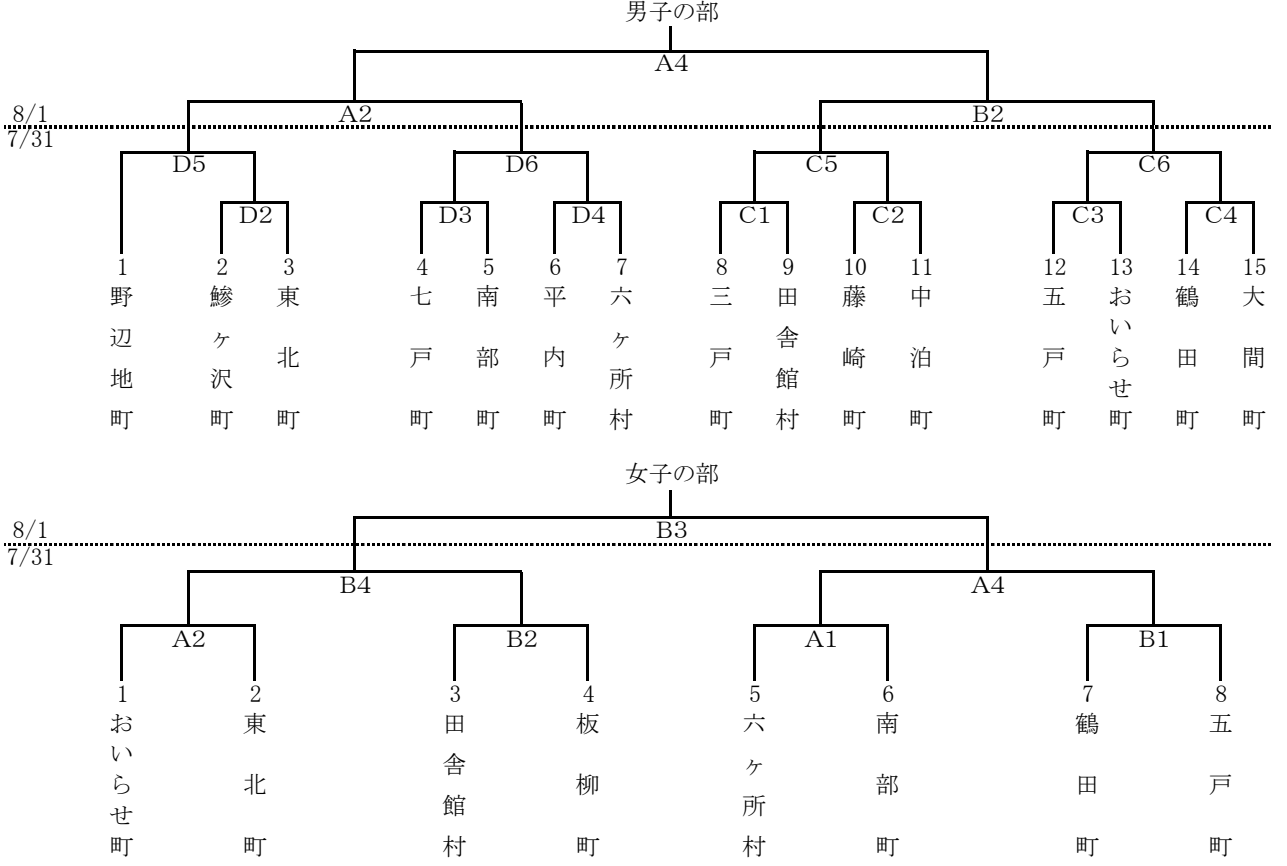 男子の部
A4
8/1
A2 B2
7/31
D5 D6 C5 C6
D2 D3 D4 C1 C2 C3 C4
1 2 3 4 5 6 7 8 9 10 11 12 13 14 15
野辺地町
鰺ヶ沢町
東北町
七戸町
南部町
平内町
六ヶ所村
三戸町
田舎館村
藤崎町
中泊町
五戸町
おいらせ町
鶴田町
大間町
女子の部
8/1
B3
7/31
B4 A4
A2 B2 A1 B1
1 2 3 4 5 6 7 8
おいらせ町
東北町
田舎館村
板柳町
六ヶ所村
南部町
鶴田町
五戸町